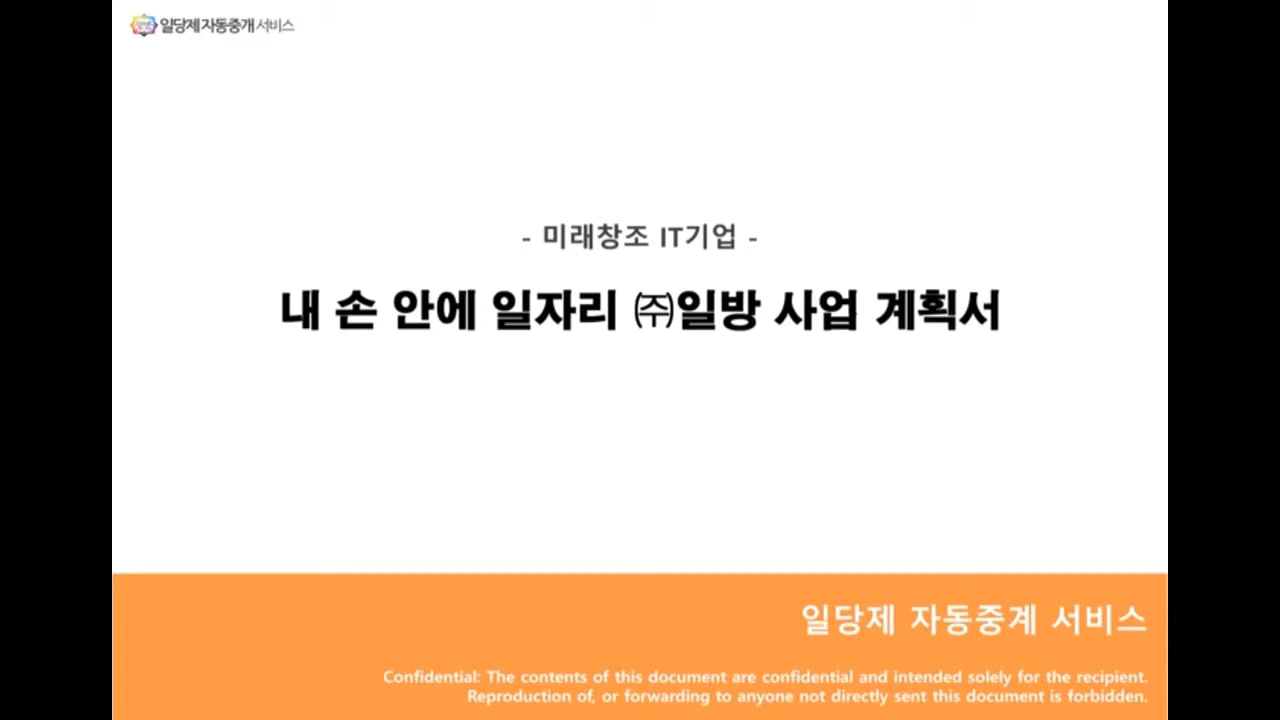 일당제 자동중개 서비스
- 미래창조 IT기업 -
내 손 안에 일자리 ㈜일방 사업 계획서
일당제 자동중계 서비스
Confidential: The contents of this document are confidential and intended solely for the recipient.
Reproduction of, or forwarding to anyone not directly sent this document is forbidden.